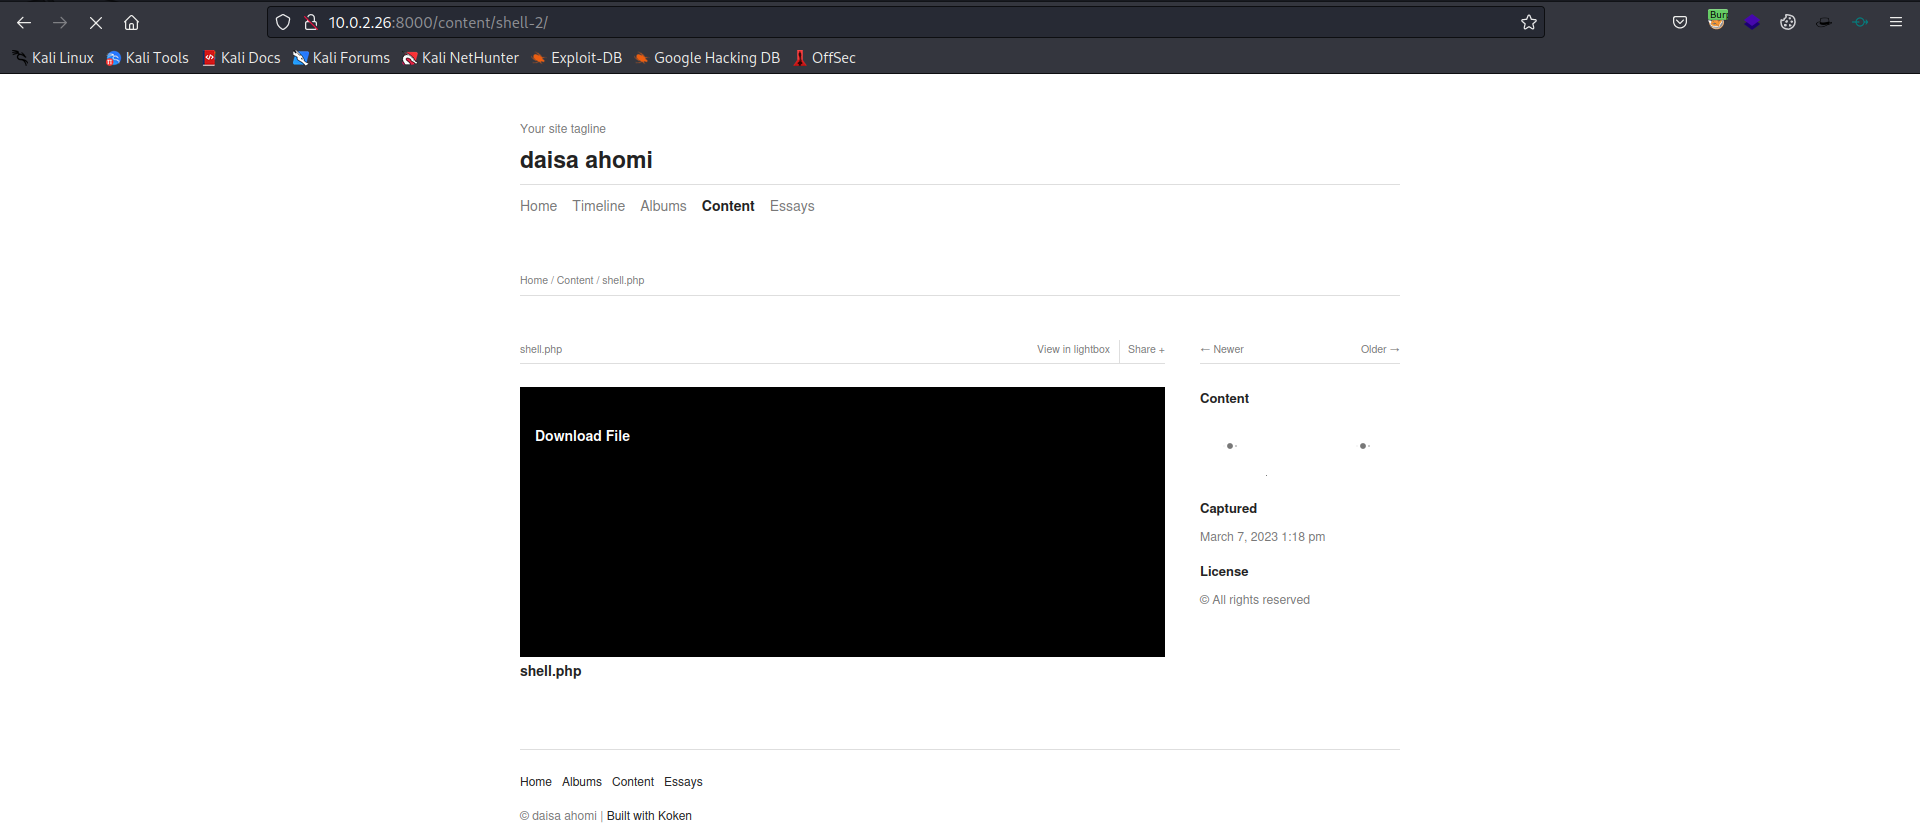 10.0.2.26:8000/content/shell-2/
Bur
Kali Linux Kali Tools Kali Docs Kali Forums Kali NetHunter Exploit-DB Google Hacking DB OffSec
Your site tagline
daisa ahomi
Home Timeline Albums Content Essays
Home / Content / shell.php
shell.php View in lightbox Share + ← Newer Older →
Content
Download File
Captured
March 7, 2023 1:18 pm
License
© All rights reserved
shell.php
Home Albums Content Essays
© daisa ahomi | Built with Koken